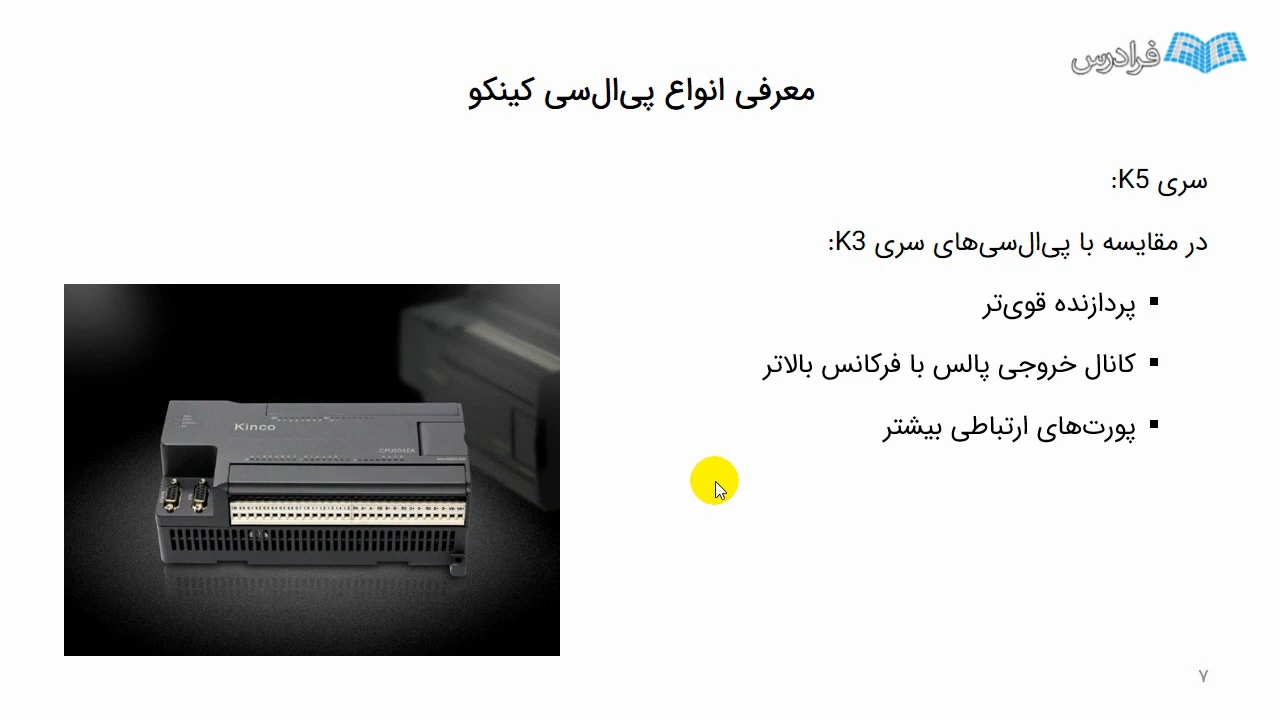 فرادرس
معرفی انواع پی‌ال‌سی کینکو
سری K5:
در مقایسه با پی‌ال‌سی‌های سری K3:
▪ پردازنده قوی‌تر
▪ کانال خروجی پالس با فرکانس بالاتر
▪ پورت‌های ارتباطی بیشتر
Kinco
CPU506EA
۷